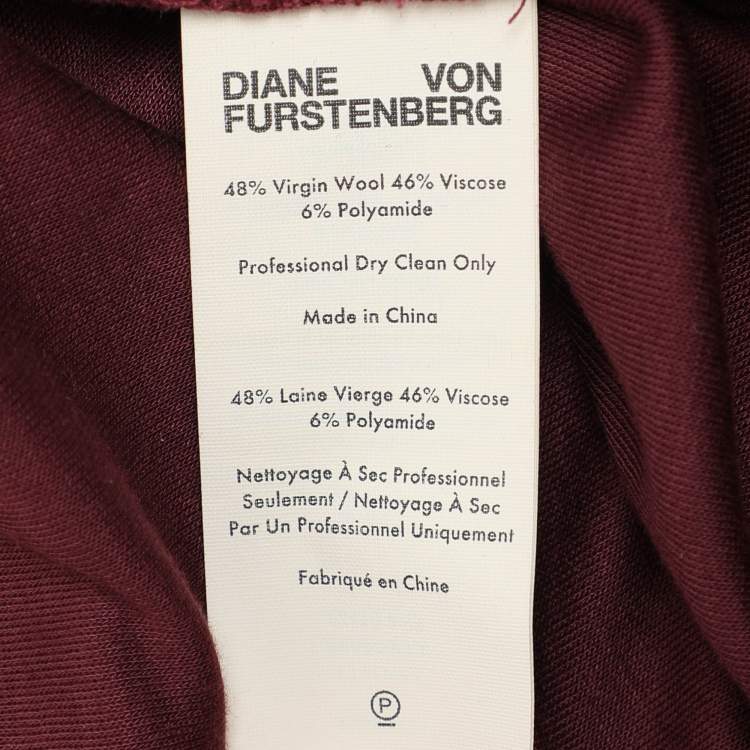 DIANE VON
FURSTENBERG
48% Virgin Wool 46% Viscose
6% Polyamide
Professional Dry Clean Only
Made in China
48% Laine Vierge 46% Viscose
6% Polyamide
Nettoyage À Sec Professionnel
Seulement / Nettoyage À Sec
Par Un Professionnel Uniquement
Fabriqué en Chine
P